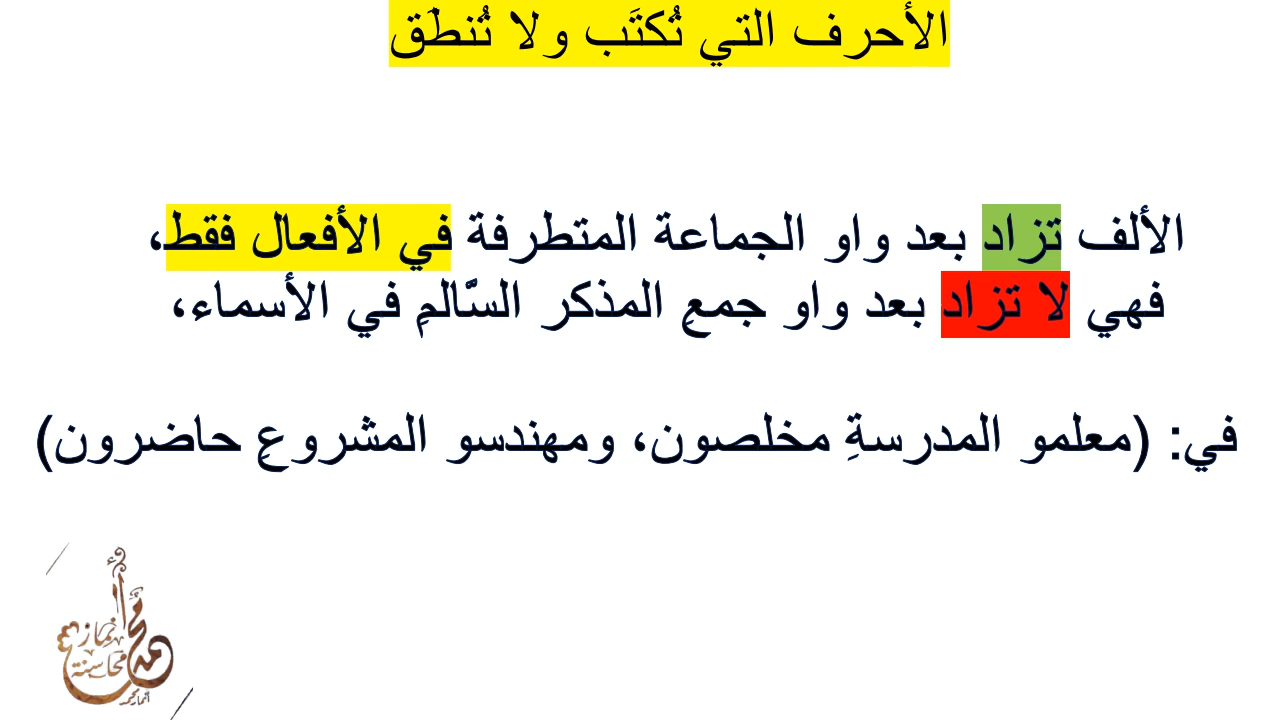 الأحرف التي تُكتَب ولا تُنطَق
الألف تزاد بعد واو الجماعة المتطرفة في الأفعال فقط،
فهي لا تزاد بعد واو جمع المذكر السّالمِ في الأسماء،
في: (معلمو المدرسةِ مخلصون، ومهندسو المشروعِ حاضرون)